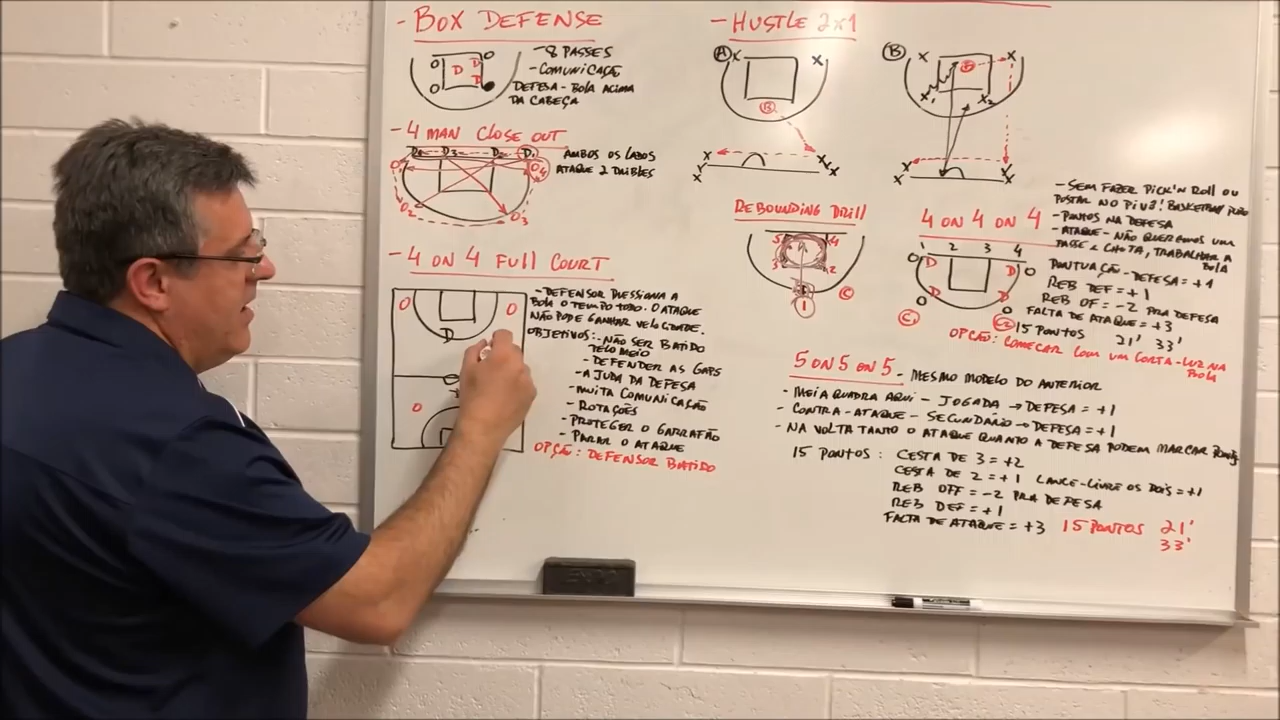 - BOX DEFENSE
- 8 PASSES
- COMUNICAÇÃO
DEFESA - BOLA ACIMA
DA CABEÇA
- 4 MAN CLOSE OUT
AMBOS OS LADOS
ATAQUE 2 DRIBLES
- 4 ON 4 FULL COURT
- DEFENSOR PRESSIONA A
BOLA O TEMPO TODO. O ATAQUE
NÃO PODE GANHAR VELOCIDADE.
OBJETIVOS: - NÃO SER BATIDO
PELO MEIO
- DEFENDER AS GAPS
- AJUDA DA DEFESA
- MUITA COMUNICAÇÃO
- ROTAÇÕES
- PROTEGER O GARRAFÃO
- PARAR O ATAQUE
OPÇÃO: DEFENSOR BATIDO
- HUSTLE 2x1
A
B
REBOUNDING DRILL
4 ON 4 ON 4
- SEM FAZER PICK'N ROLL OU
POSTAR NO PIVÔ! BASKETBALL PURO
- PONTOS NA DEFESA
- ATAQUE - NÃO QUEREMOS UM
PASSE E CHUTA, TRABALHAR A
BOLA
PONTUAÇÃO - DEFESA = +1
REB DEF = +1
REB OF = -2 PRA DEFESA
FALTA DE ATAQUE = +3
15 PONTOS 21' 33'
OPÇÃO: COMEÇAR COM UM CORTA-LUZ NA
BOLA
5 ON 5 ON 5
- MESMO MODELO DO ANTERIOR
- MEIA QUADRA AQUI - JOGADA → DEFESA = +1
- CONTRA-ATAQUE - SECUNDÁRIO → DEFESA = +1
- NA VOLTA TANTO O ATAQUE QUANTO A DEFESA PODEM MARCAR PONTOS
15 PONTOS : CESTA DE 3 = +2
CESTA DE 2 = +1 LANCE-LIVRE OS DOIS = +1
REB OFF = -2 PRA DEFESA
REB DEF = +1
FALTA DE ATAQUE = +3 15 PONTOS 21'
33'
EXPO